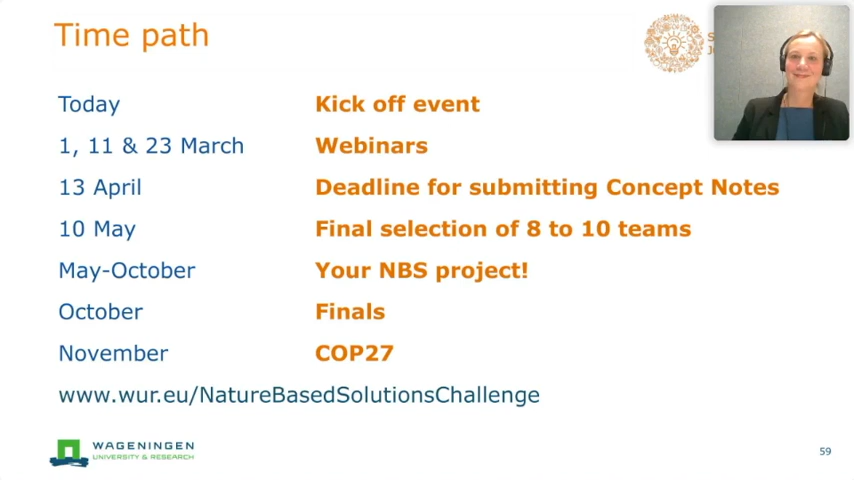 Time path
Today Kick off event
1, 11 & 23 March Webinars
13 April Deadline for submitting Concept Notes
10 May Final selection of 8 to 10 teams
May-October Your NBS project!
October Finals
November COP27
www.wur.eu/NatureBasedSolutionsChallenge
WAGENINGEN
UNIVERSITY & RESEARCH
59